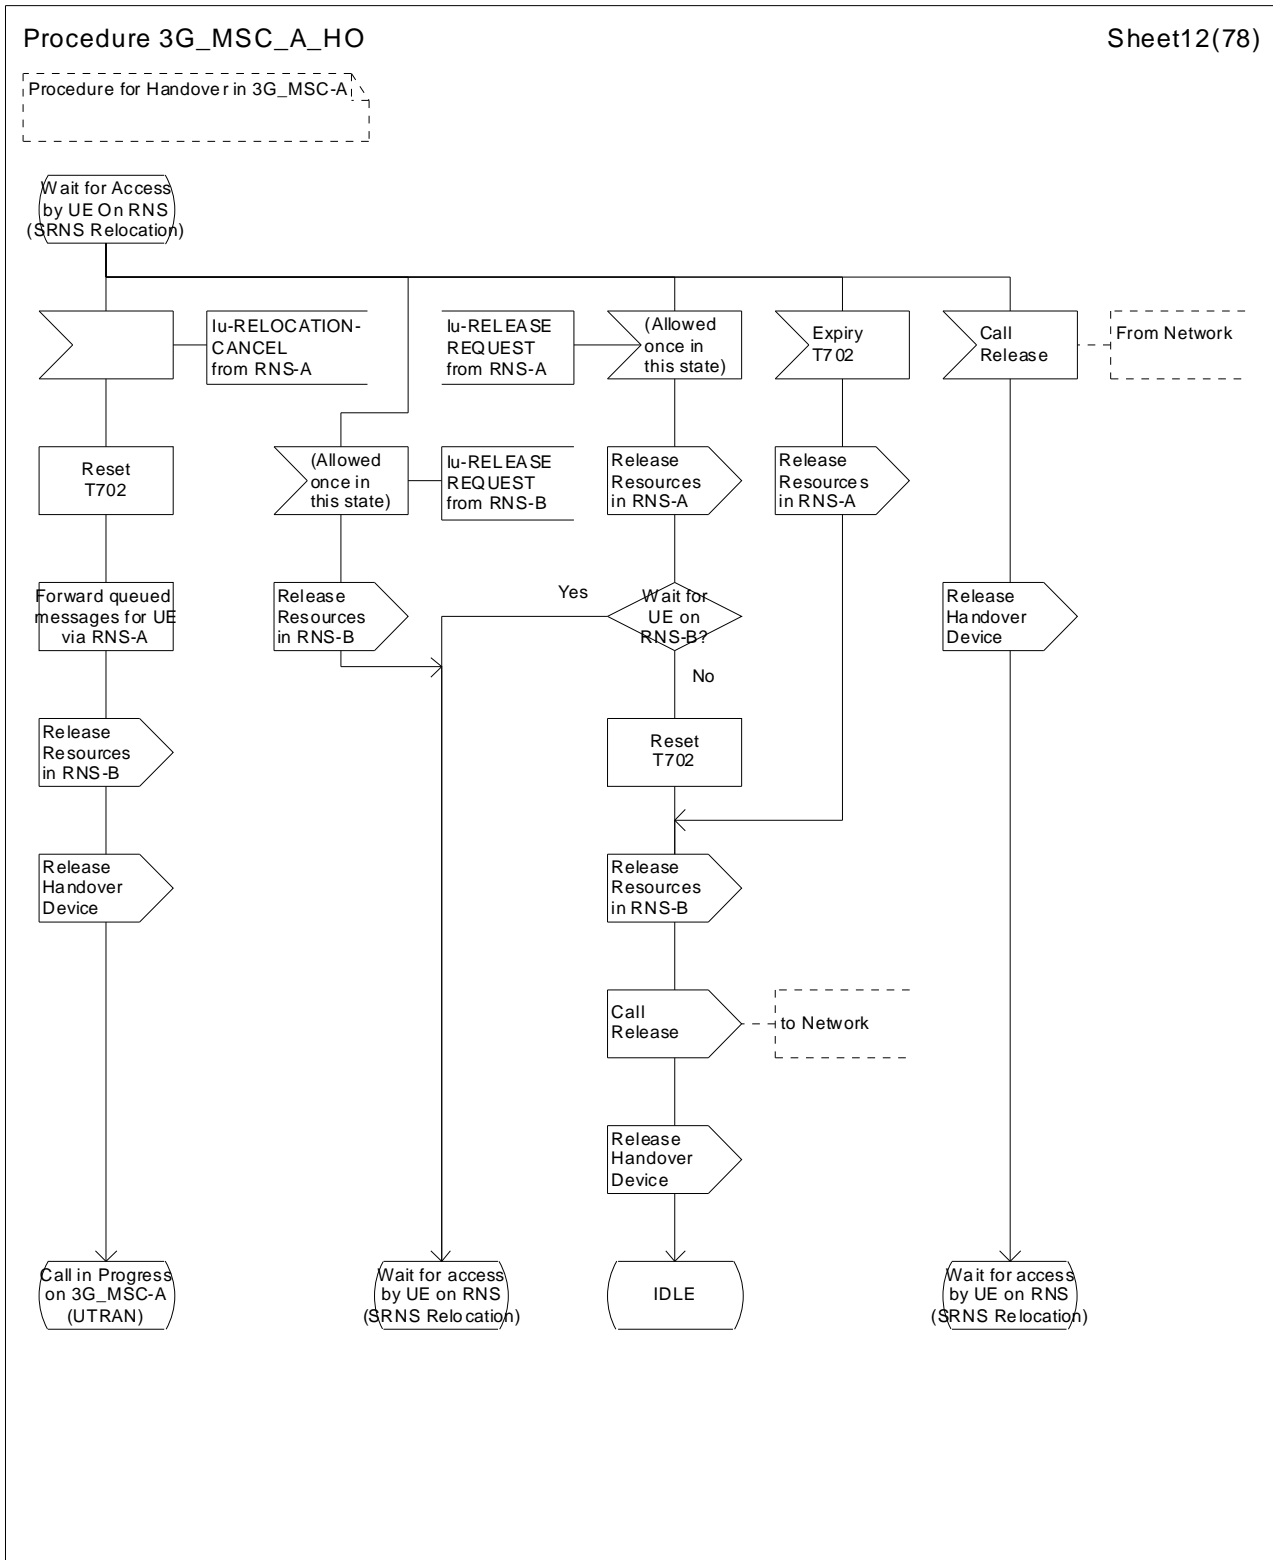 Procedure 3G_MSC_A_HO
Sheet12(78)
Procedure for Handover in 3G_MSC-A
Wait for Access
by UE On RNS
(SRNS Relocation)
Iu-RELOCATION-
CANCEL
from RNS-A
Iu-RELEASE
REQUEST
from RNS-A
(Allowed
once in
this state)
Expiry
T702
Call
Release
From Network
Reset
T702
(Allowed
once in
this state)
Iu-RELEASE
REQUEST
from RNS-B
Release
Resources
in RNS-A
Release
Resources
in RNS-A
Forward queued
messages for UE
via RNS-A
Release
Resources
in RNS-B
Yes
Wait for
UE on
RNS-B?
No
Release
Handover
Device
Release
Resources
in RNS-B
Reset
T702
Release
Handover
Device
Release
Resources
in RNS-B
Call
Release
to Network
Release
Handover
Device
Call in Progress
on 3G_MSC-A
(UTRAN)
Wait for access
by UE on RNS
(SRNS Relocation)
IDLE
Wait for access
by UE on RNS
(SRNS Relocation)